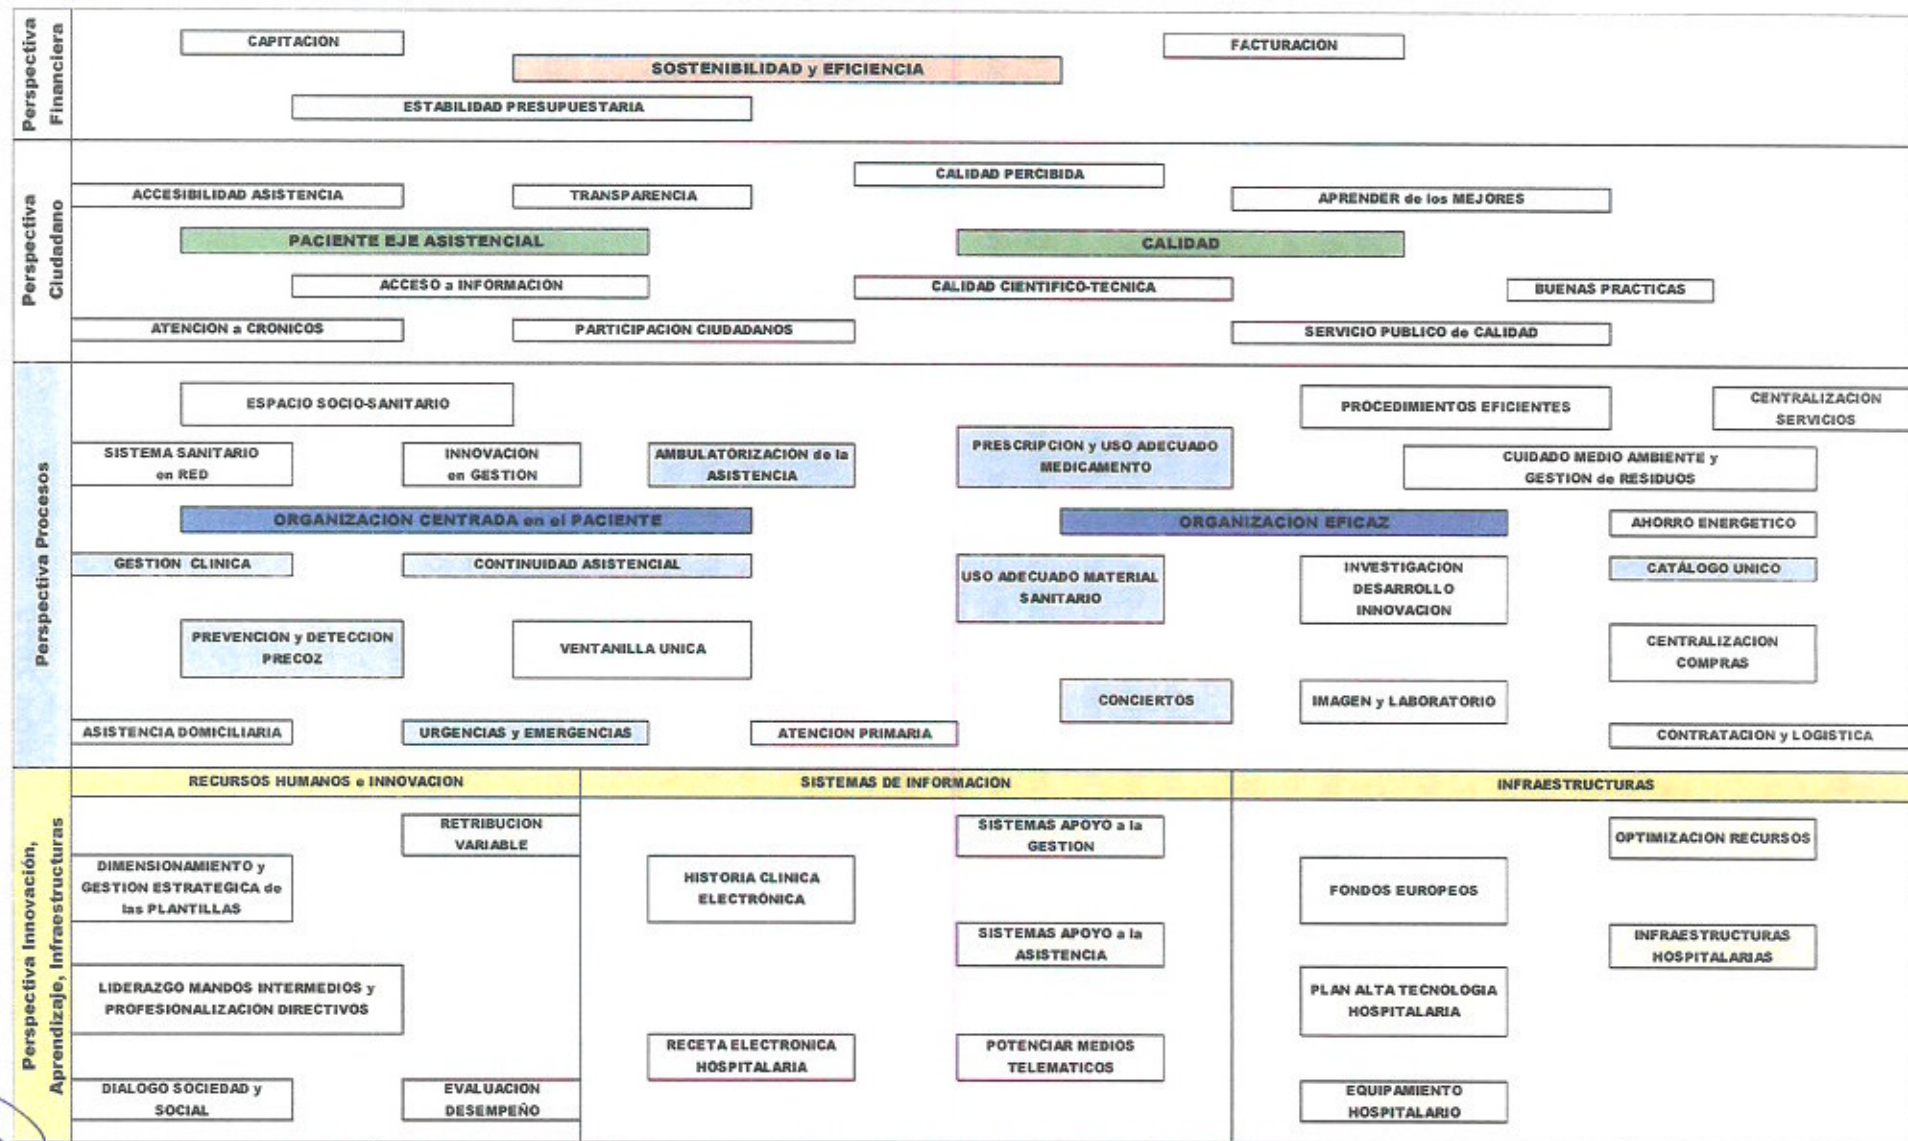 Perspectiva
Financiera
CAPITACION
FACTURACION
SOSTENIBILIDAD y EFICIENCIA
ESTABILIDAD PRESUPUESTARIA
Perspectiva
Ciudadano
CALIDAD PERCIBIDA
ACCESIBILIDAD ASISTENCIA
TRANSPARENCIA
APRENDER de los MEJORES
PACIENTE EJE ASISTENCIAL
CALIDAD
ACCESO a INFORMACIÓN
CALIDAD CIENTIFICO-TECNICA
BUENAS PRACTICAS
ATENCION a CRONICOS
PARTICIPACION CIUDADANOS
SERVICIO PUBLICO de CALIDAD
Perspectiva Procesos
ESPACIO SOCIO-SANITARIO
PROCEDIMIENTOS EFICIENTES
CENTRALIZACION
SERVICIOS
SISTEMA SANITARIO
en RED
INNOVACION
en GESTION
AMBULATORIZACIÓN de la
ASISTENCIA
PRESCRIPCION y USO ADECUADO
MEDICAMENTO
CUIDADO MEDIO AMBIENTE y
GESTION de RESIDUOS
ORGANIZACION CENTRADA en el PACIENTE
ORGANIZACION EFICAZ
AHORRO ENERGETICO
GESTION CLINICA
CONTINUIDAD ASISTENCIAL
USO ADECUADO MATERIAL
SANITARIO
INVESTIGACION
DESARROLLO
INNOVACION
CATÁLOGO UNICO
PREVENCION y DETECCION
PRECOZ
VENTANILLA UNICA
CENTRALIZACION
COMPRAS
CONCIERTOS
IMAGEN y LABORATORIO
ASISTENCIA DOMICILIARIA
URGENCIAS y EMERGENCIAS
ATENCION PRIMARIA
CONTRATACION y LOGISTICA
Perspectiva Innovación,
Aprendizaje, Infraestructuras
RECURSOS HUMANOS e INNOVACION
SISTEMAS DE INFORMACIÓN
INFRAESTRUCTURAS
RETRIBUCION
VARIABLE
SISTEMAS APOYO a la
GESTION
OPTIMIZACION RECURSOS
DIMENSIONAMIENTO y
GESTION ESTRATEGICA de
las PLANTILLAS
HISTORIA CLINICA
ELECTRÓNICA
FONDOS EUROPEOS
SISTEMAS APOYO a la
ASISTENCIA
INFRAESTRUCTURAS
HOSPITALARIAS
LIDERAZGO MANDOS INTERMEDIOS y
PROFESIONALIZACIÓN DIRECTIVOS
PLAN ALTA TECNOLOGIA
HOSPITALARIA
RECETA ELECTRONICA
HOSPITALARIA
POTENCIAR MEDIOS
TELEMATICOS
DIALOGO SOCIEDAD y
SOCIAL
EVALUACION
DESEMPEÑO
EQUIPAMIENTO
HOSPITALARIO